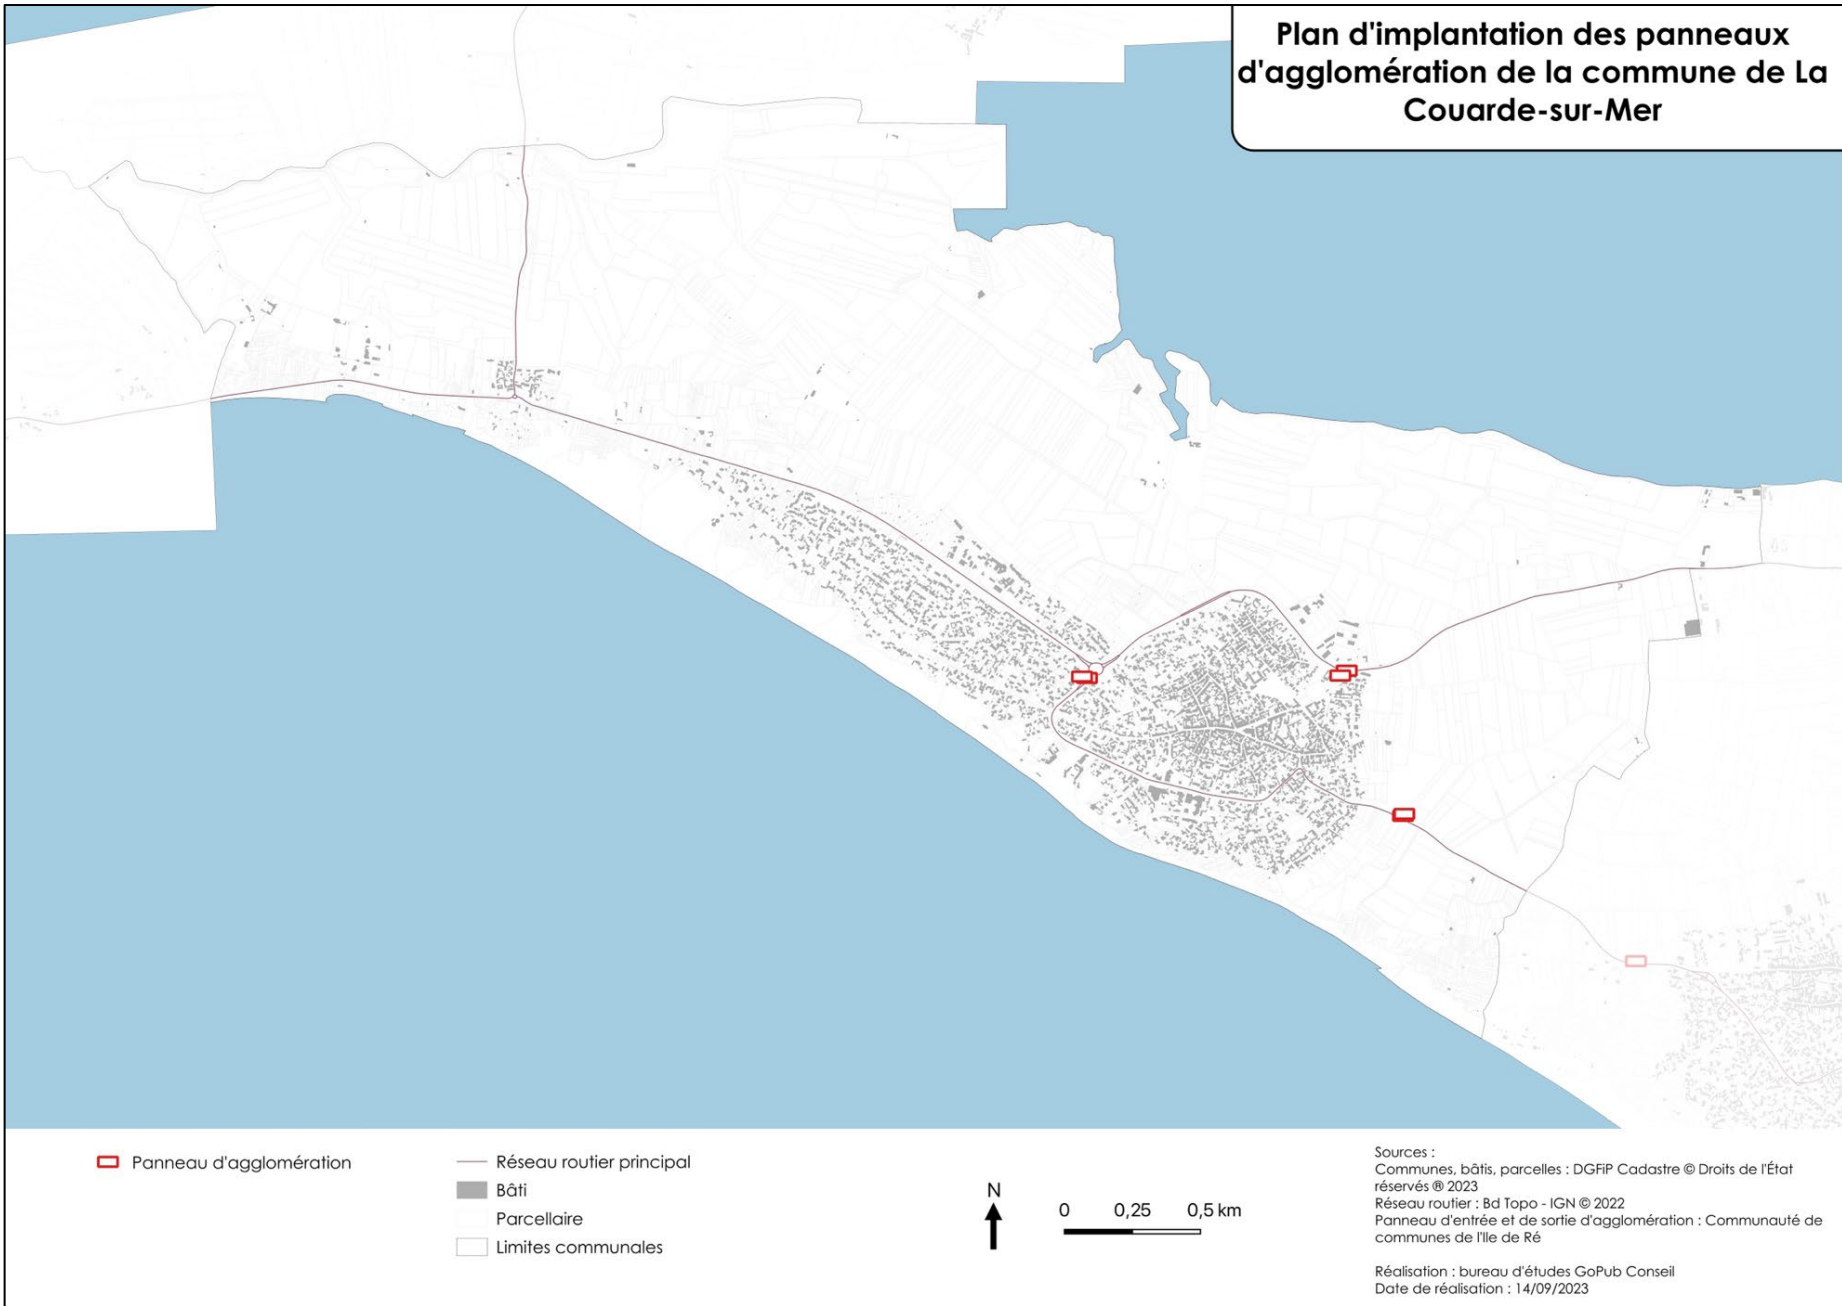 Plan d'implantation des panneaux
d'agglomération de la commune de La
Couarde-sur-Mer
Panneau d'agglomération
Réseau routier principal
Bâti
Parcellaire
Limites communales
N
0 0,25 0,5 km
Sources :
Communes, bâtis, parcelles : DGFiP Cadastre © Droits de l'État
réservés ® 2023
Réseau routier : Bd Topo - IGN © 2022
Panneau d'entrée et de sortie d'agglomération : Communauté de
communes de l'Ile de Ré
Réalisation : bureau d'études GoPub Conseil
Date de réalisation : 14/09/2023